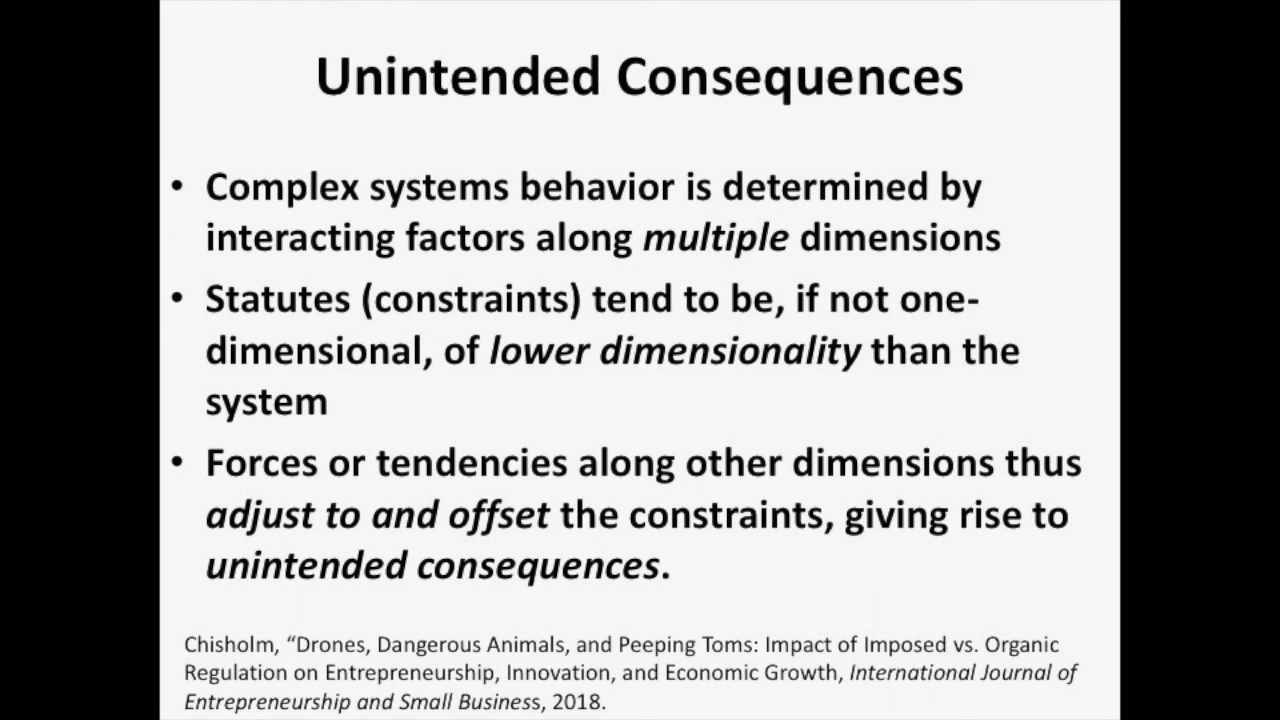 Unintended Consequences
• Complex systems behavior is determined by
interacting factors along multiple dimensions
• Statutes (constraints) tend to be, if not one-
dimensional, of lower dimensionality than the
system
• Forces or tendencies along other dimensions thus
adjust to and offset the constraints, giving rise to
unintended consequences.
Chisholm, “Drones, Dangerous Animals, and Peeping Toms: Impact of Imposed vs. Organic
Regulation on Entrepreneurship, Innovation, and Economic Growth, International Journal of
Entrepreneurship and Small Business, 2018.